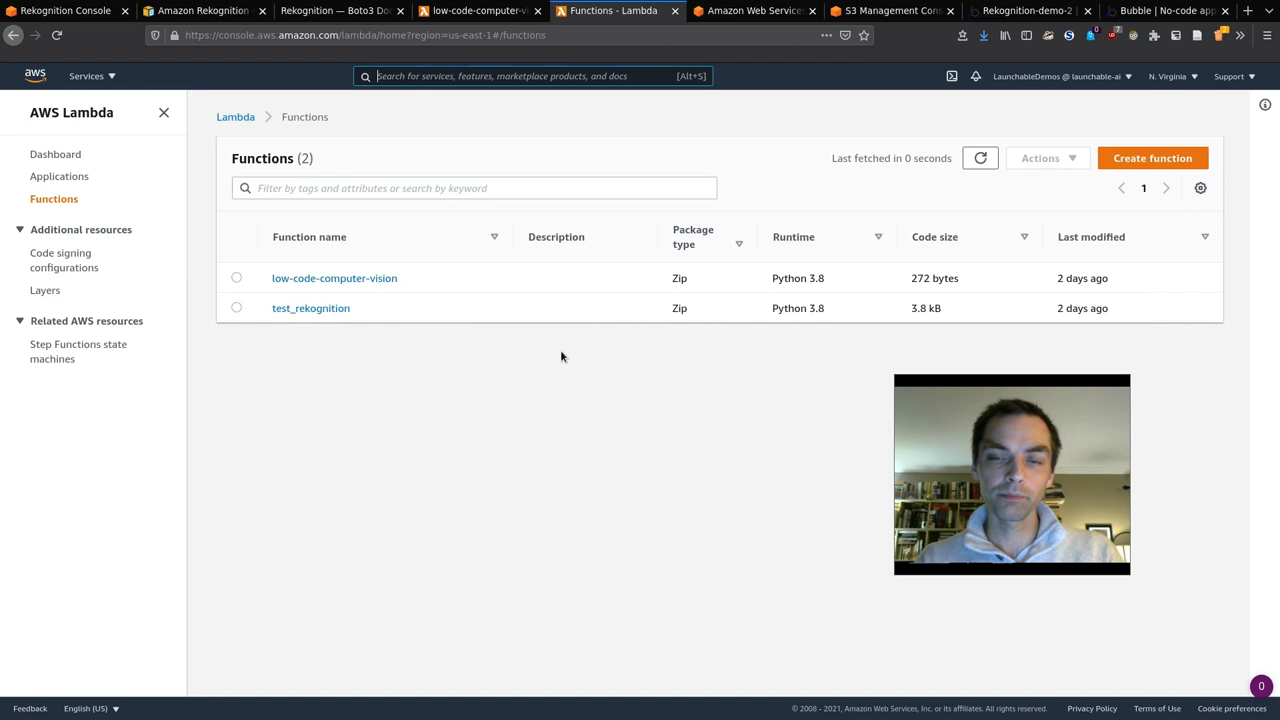 Rekognition Console
Amazon Rekognition
Rekognition — Boto3 Doc
low-code-computer-vi
Functions - Lambda
Amazon Web Services
S3 Management Cons
Rekognition-demo-2
Bubble | No-code app
https://console.aws.amazon.com/lambda/home?region=us-east-1#/functions
aws
Services
Search for services, features, marketplace products, and docs
[Alt+S]
LaunchableDemos @ launchable-ai
N. Virginia
Support
AWS Lambda
Dashboard
Applications
Functions
Additional resources
Code signing
configurations
Layers
Related AWS resources
Step Functions state
machines
Lambda
Functions
Functions (2)
Last fetched in 0 seconds
Actions
Create function
Filter by tags and attributes or search by keyword
1
Function name
Description
Package
type
Runtime
Code size
Last modified
low-code-computer-vision
Zip
Python 3.8
272 bytes
2 days ago
test_rekognition
Zip
Python 3.8
3.8 kB
2 days ago
0
Feedback
English (US)
© 2008 - 2021, Amazon Web Services, Inc. or its affiliates. All rights reserved.
Privacy Policy
Terms of Use
Cookie preferences